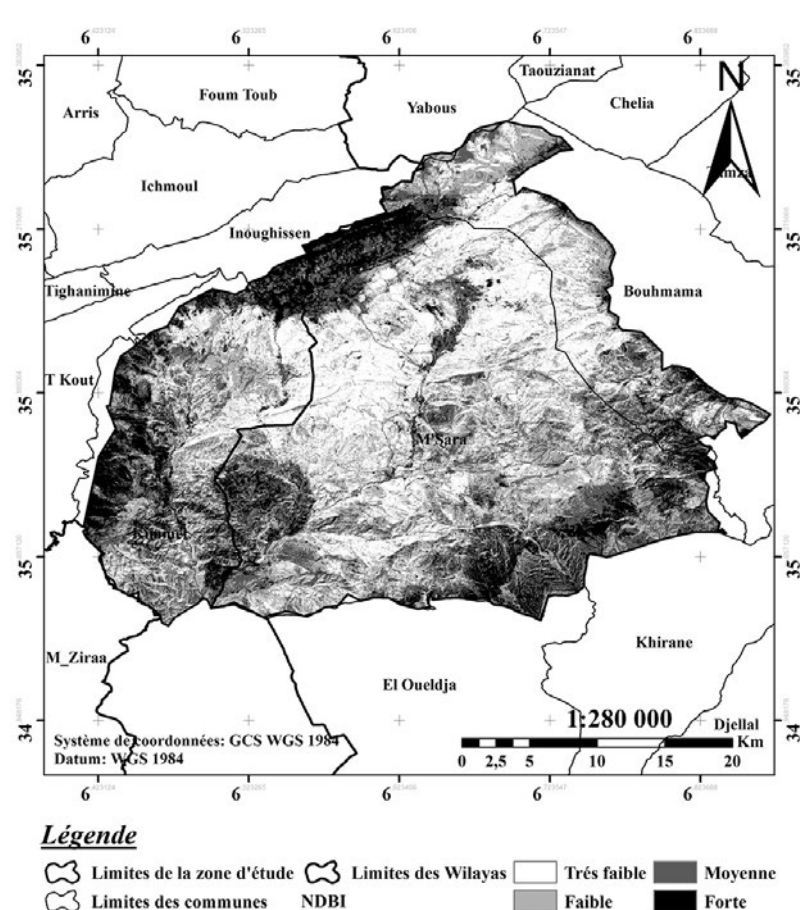 6 6 6 6 6
35
35
Taouzianat
N
Foum Toub
Chelia
Yabous
Arris
Ichmoul
35
35
Inoughissen
Tighanimine
Bouhmama
T Kout
35
35
M'Sara
Kimmel
35
35
Khirane
M_Ziraa
El Oueldja
1:280 000
Djellal
34
34
Système de coordonnées: GCS WGS 1984
Km
Datum: WGS 1984
0 2,5 5 10 15 20
6 6 6 6 6
Légende
Limites de la zone d'étude Limites des Wilayas Trés faible Moyenne
Limites des communes NDBI Faible Forte